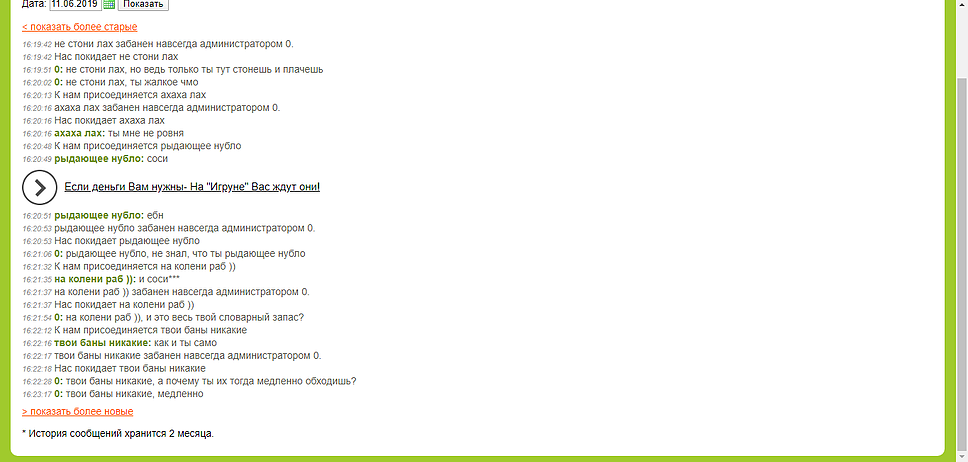 Дата: 11.06.2019 Показать
< показать более старые
16:19:42 не стони лах забанен навсегда администратором 0.
16:19:42 Нас покидает не стони лах
16:19:51 0: не стони лах, но ведь только ты тут стонешь и плачешь
16:20:02 0: не стони лах, ты жалкое чмо
16:20:13 К нам присоединяется ахаха лах
16:20:16 ахаха лах забанен навсегда администратором 0.
16:20:16 Нас покидает ахаха лах
16:20:16 ахаха лах: ты мне не ровня
16:20:48 К нам присоединяется рыдающее нубло
16:20:49 рыдающее нубло: соси
Если деньги Вам нужны- На "Игруне" Вас ждут они!
16:20:51 рыдающее нубло: ебн
16:20:53 рыдающее нубло забанен навсегда администратором 0.
16:20:53 Нас покидает рыдающее нубло
16:21:06 0: рыдающее нубло, не знал, что ты рыдающее нубло
16:21:32 К нам присоединяется на колени раб ))
16:21:35 на колени раб )): и соси***
16:21:37 на колени раб )) забанен навсегда администратором 0.
16:21:37 Нас покидает на колени раб ))
16:21:54 0: на колени раб )), и это весь твой словарный запас?
16:22:12 К нам присоединяется твои баны никакие
16:22:16 твои баны никакие: как и ты само
16:22:17 твои баны никакие забанен навсегда администратором 0.
16:22:18 Нас покидает твои баны никакие
16:22:28 0: твои баны никакие, а почему ты их тогда медленно обходишь?
16:23:17 0: твои баны никакие, медленно
> показать более новые
* История сообщений хранится 2 месяца.